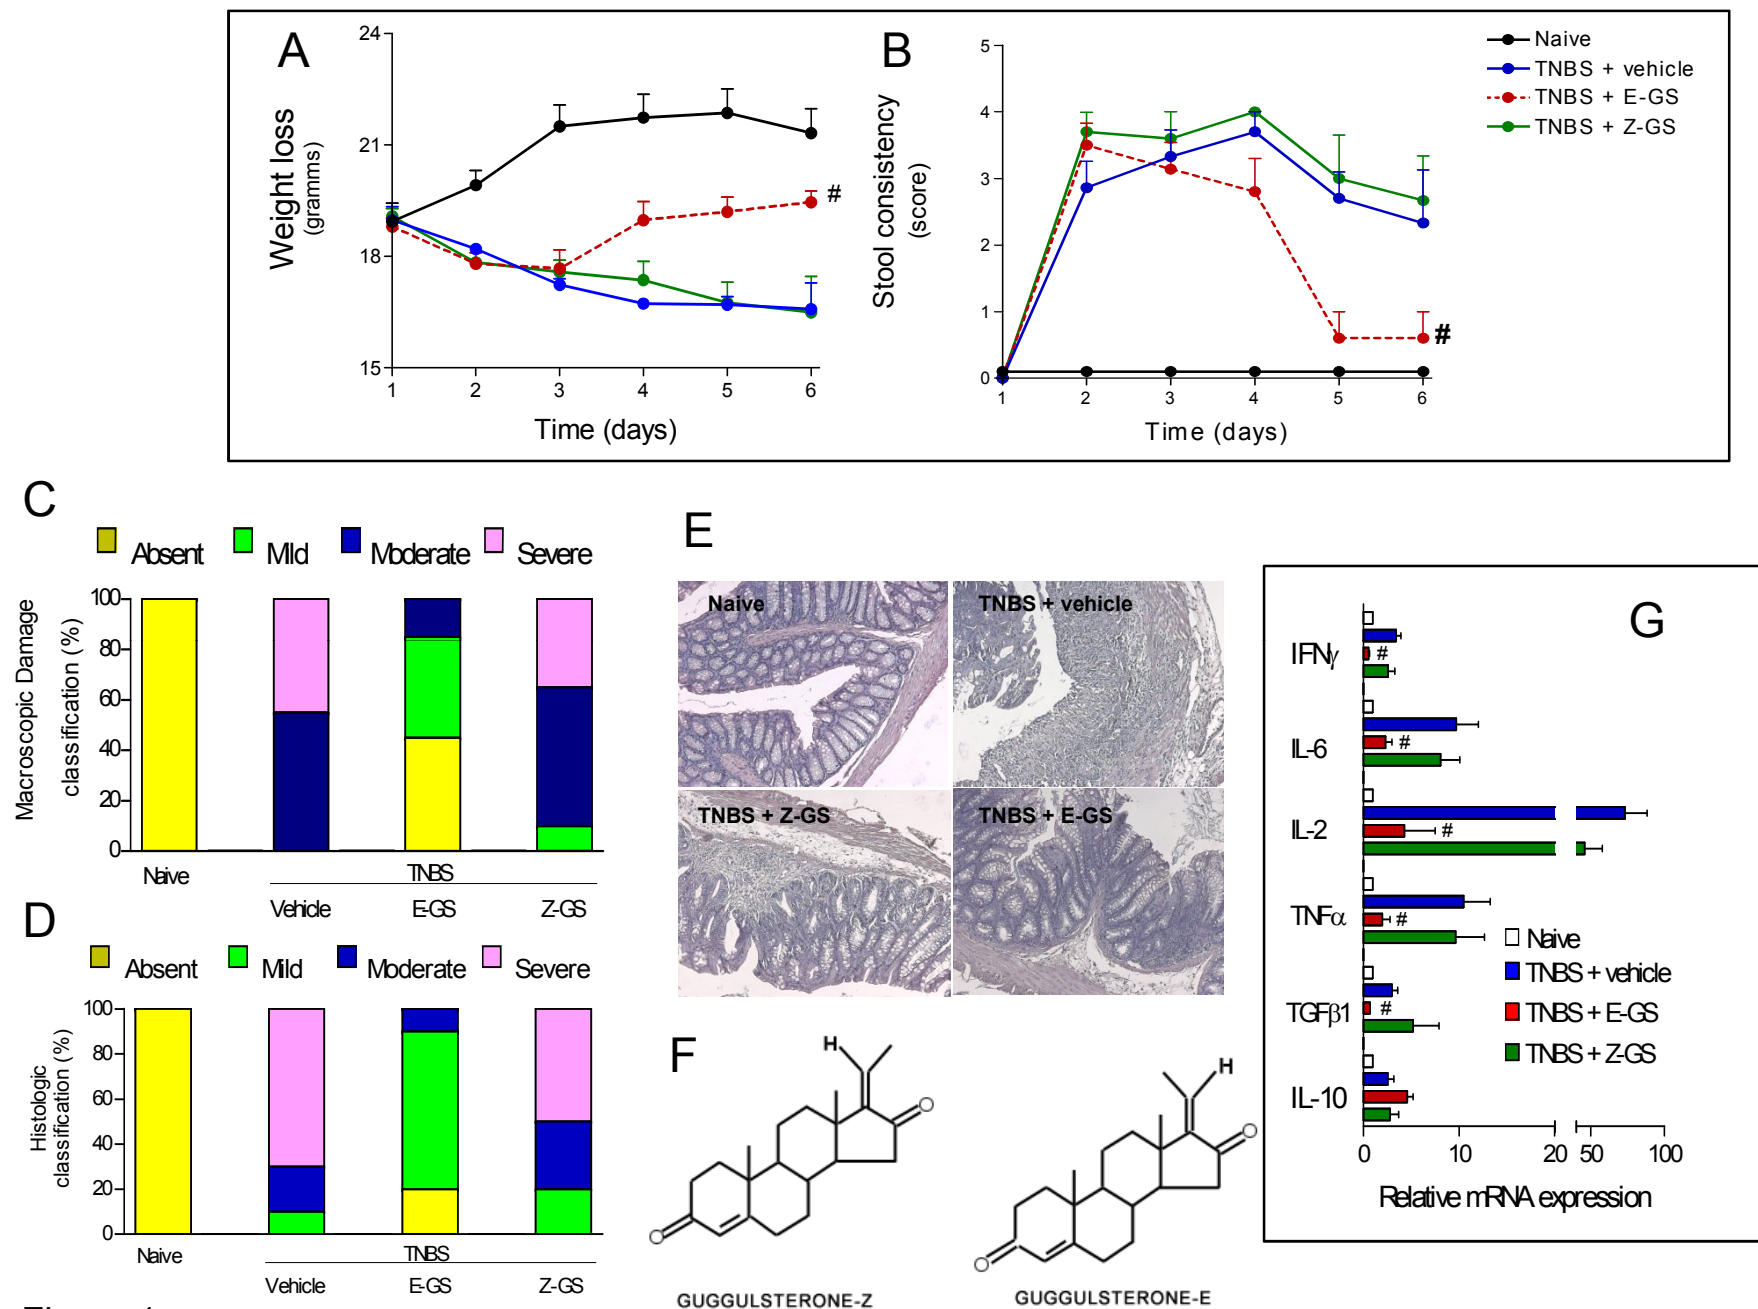 A
24
21
18
15
Weight loss
(gramms)
#
1 2 3 4 5 6
Time (days)
B
5
4
3
2
1
0
Stool consistency
(score)
#
1 2 3 4 5 6
Time (days)
Naive
TNBS + vehicle
TNBS + E-GS
TNBS + Z-GS
C
Absent Mild Moderate Severe
Macroscopic Damage
classification (%)
100
80
60
40
20
0
Naive
TNBS
Vehicle E-GS Z-GS
D
Absent Mild Moderate Severe
Histologic
classification (%)
100
80
60
40
20
0
Naive
TNBS
Vehicle E-GS Z-GS
E
Naive
TNBS + vehicle
TNBS + Z-GS
TNBS + E-GS
F
H
O
O
GUGGULSTERONE-Z
H
O
O
GUGGULSTERONE-E
G
IFNγ
#
IL-6
#
IL-2
#
TNFα
#
TGFβ1
#
IL-10
Naive
TNBS + vehicle
TNBS + E-GS
TNBS + Z-GS
0 10 20 50 100
Relative mRNA expression